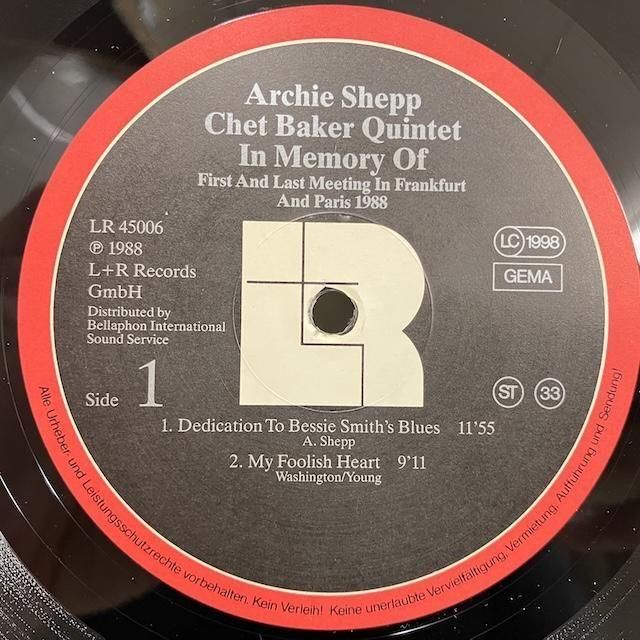 Archie Shepp
Chet Baker Quintet
In Memory Of
First And Last Meeting In Frankfurt
And Paris 1988
LR 45006
℗ 1988
L+R Records
GmbH
Distributed by
Bellaphon International
Sound Service
Side 1
LC 1998
GEMA
LR
ST 33
1. Dedication To Bessie Smith's Blues 11'55
A. Shepp
2. My Foolish Heart 9'11
Washington/Young
Alle Urheber- und Leistungsschutzrechte vorbehalten. Kein Verleih! Keine unerlaubte Vervielfältigung, Vermietung, Aufführung und Sendung!